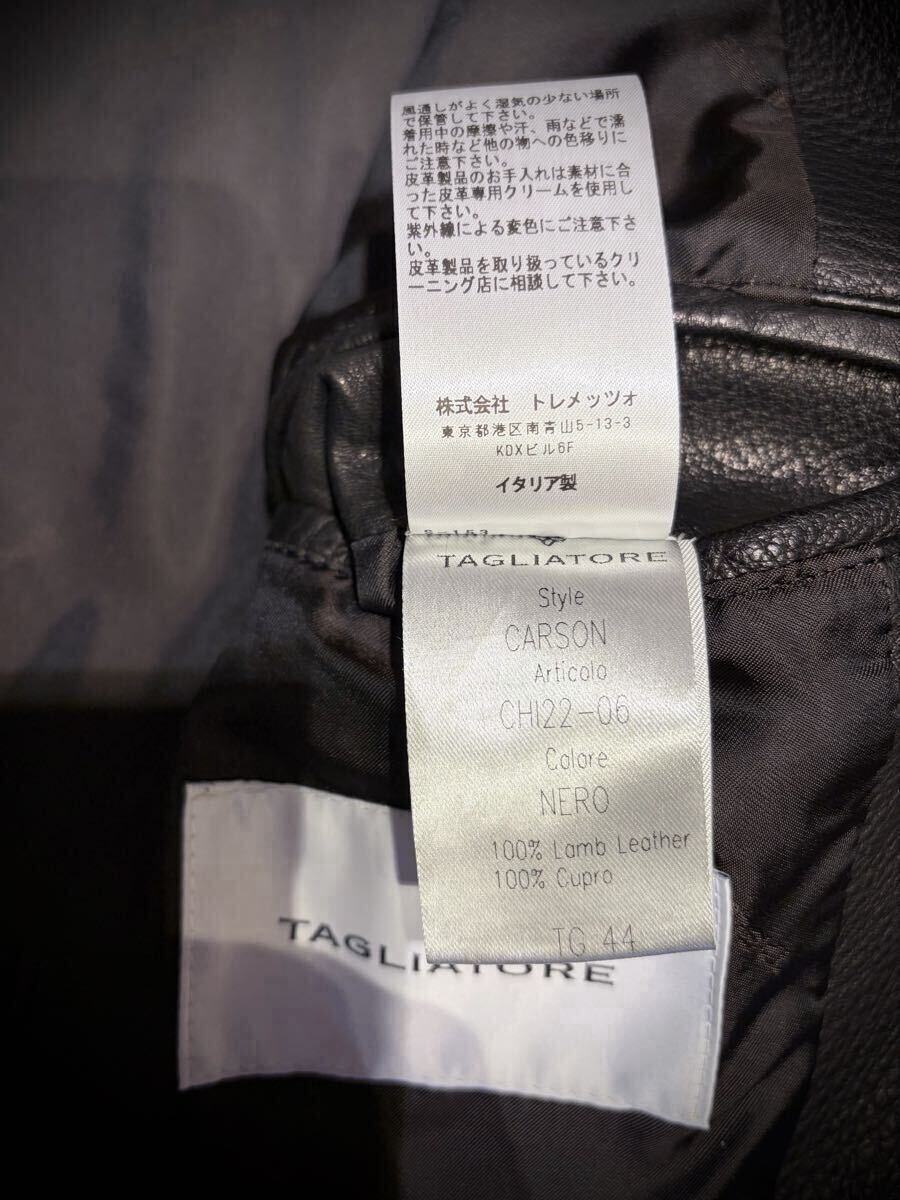 風通しがよく湿気の少ない場所
で保管して下さい。
着用中の摩擦や汗、雨などで濡
れた時など他の物への色移りに
ご注意下さい。
皮革製品のお手入れは素材に合
った皮革専用クリームを使用し
て下さい。
紫外線による変色にご注意下さ
い。
皮革製品を取り扱っているクリ
ーニング店に相談して下さい。
株式会社 トレメッツォ
東京都港区南青山5-13-3
KDXビル6F
イタリア製
TAGLIATORE
Style
CARSON
Articolo
CHI22-06
Colore
NERO
100% Lamb Leather
100% Cupro
TG 44
TAGLIATORE